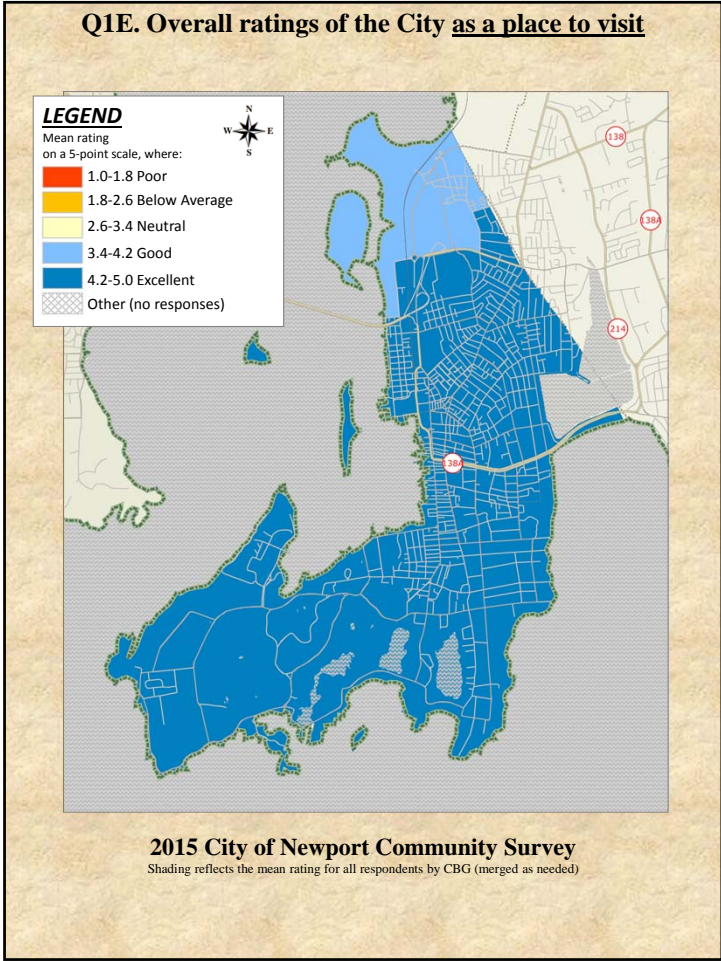 Q1E. Overall ratings of the City as a place to visit
LEGEND
Mean rating
on a 5-point scale, where:
1.0-1.8 Poor
1.8-2.6 Below Average
2.6-3.4 Neutral
3.4-4.2 Good
4.2-5.0 Excellent
Other (no responses)
N
W E
S
138
138A
214
138A
2015 City of Newport Community Survey
Shading reflects the mean rating for all respondents by CBG (merged as needed)